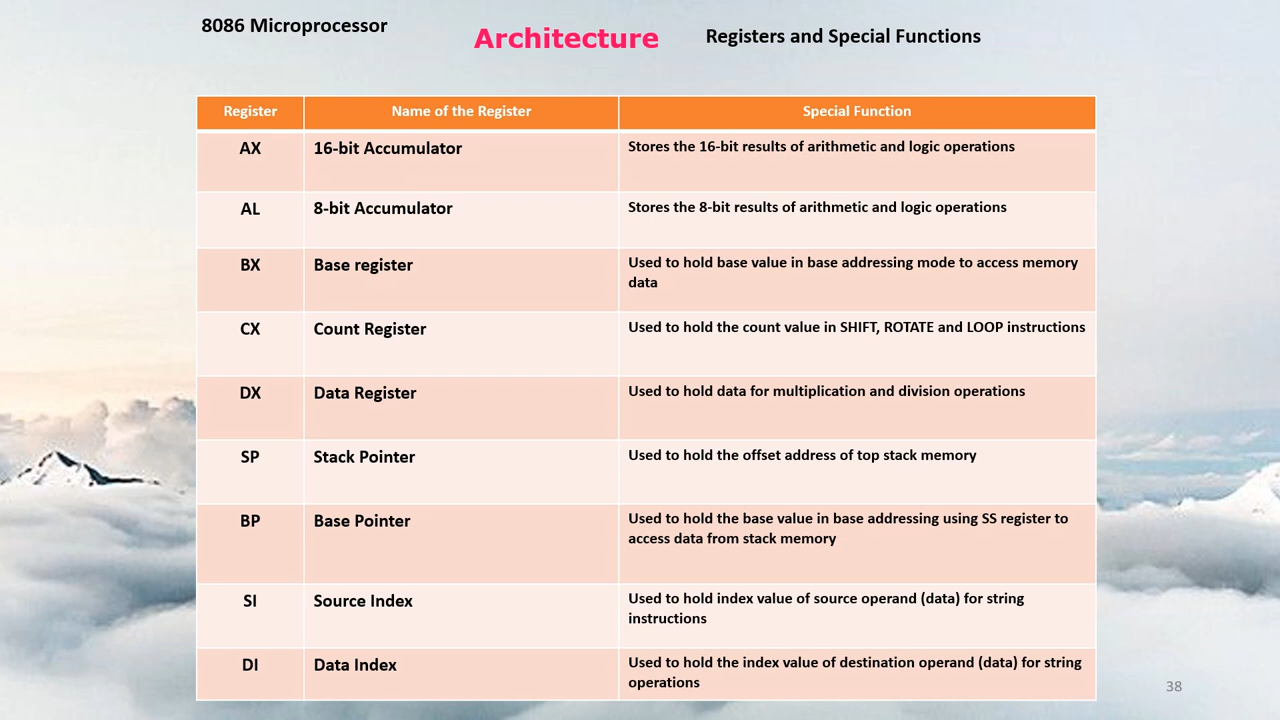 8086 Microprocessor
Architecture
Registers and Special Functions
Register Name of the Register Special Function
AX 16-bit Accumulator Stores the 16-bit results of arithmetic and logic operations
AL 8-bit Accumulator Stores the 8-bit results of arithmetic and logic operations
BX Base register Used to hold base value in base addressing mode to access memory
data
CX Count Register Used to hold the count value in SHIFT, ROTATE and LOOP instructions
DX Data Register Used to hold data for multiplication and division operations
SP Stack Pointer Used to hold the offset address of top stack memory
BP Base Pointer Used to hold the base value in base addressing using SS register to
access data from stack memory
SI Source Index Used to hold index value of source operand (data) for string
instructions
DI Data Index Used to hold the index value of destination operand (data) for string
operations
38